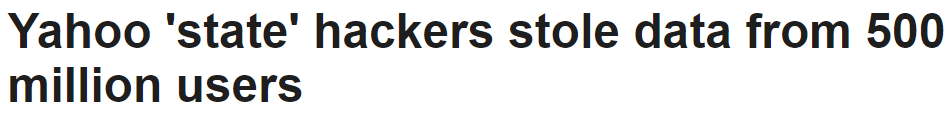 Yahoo 'state' hackers stole data from 500
million users